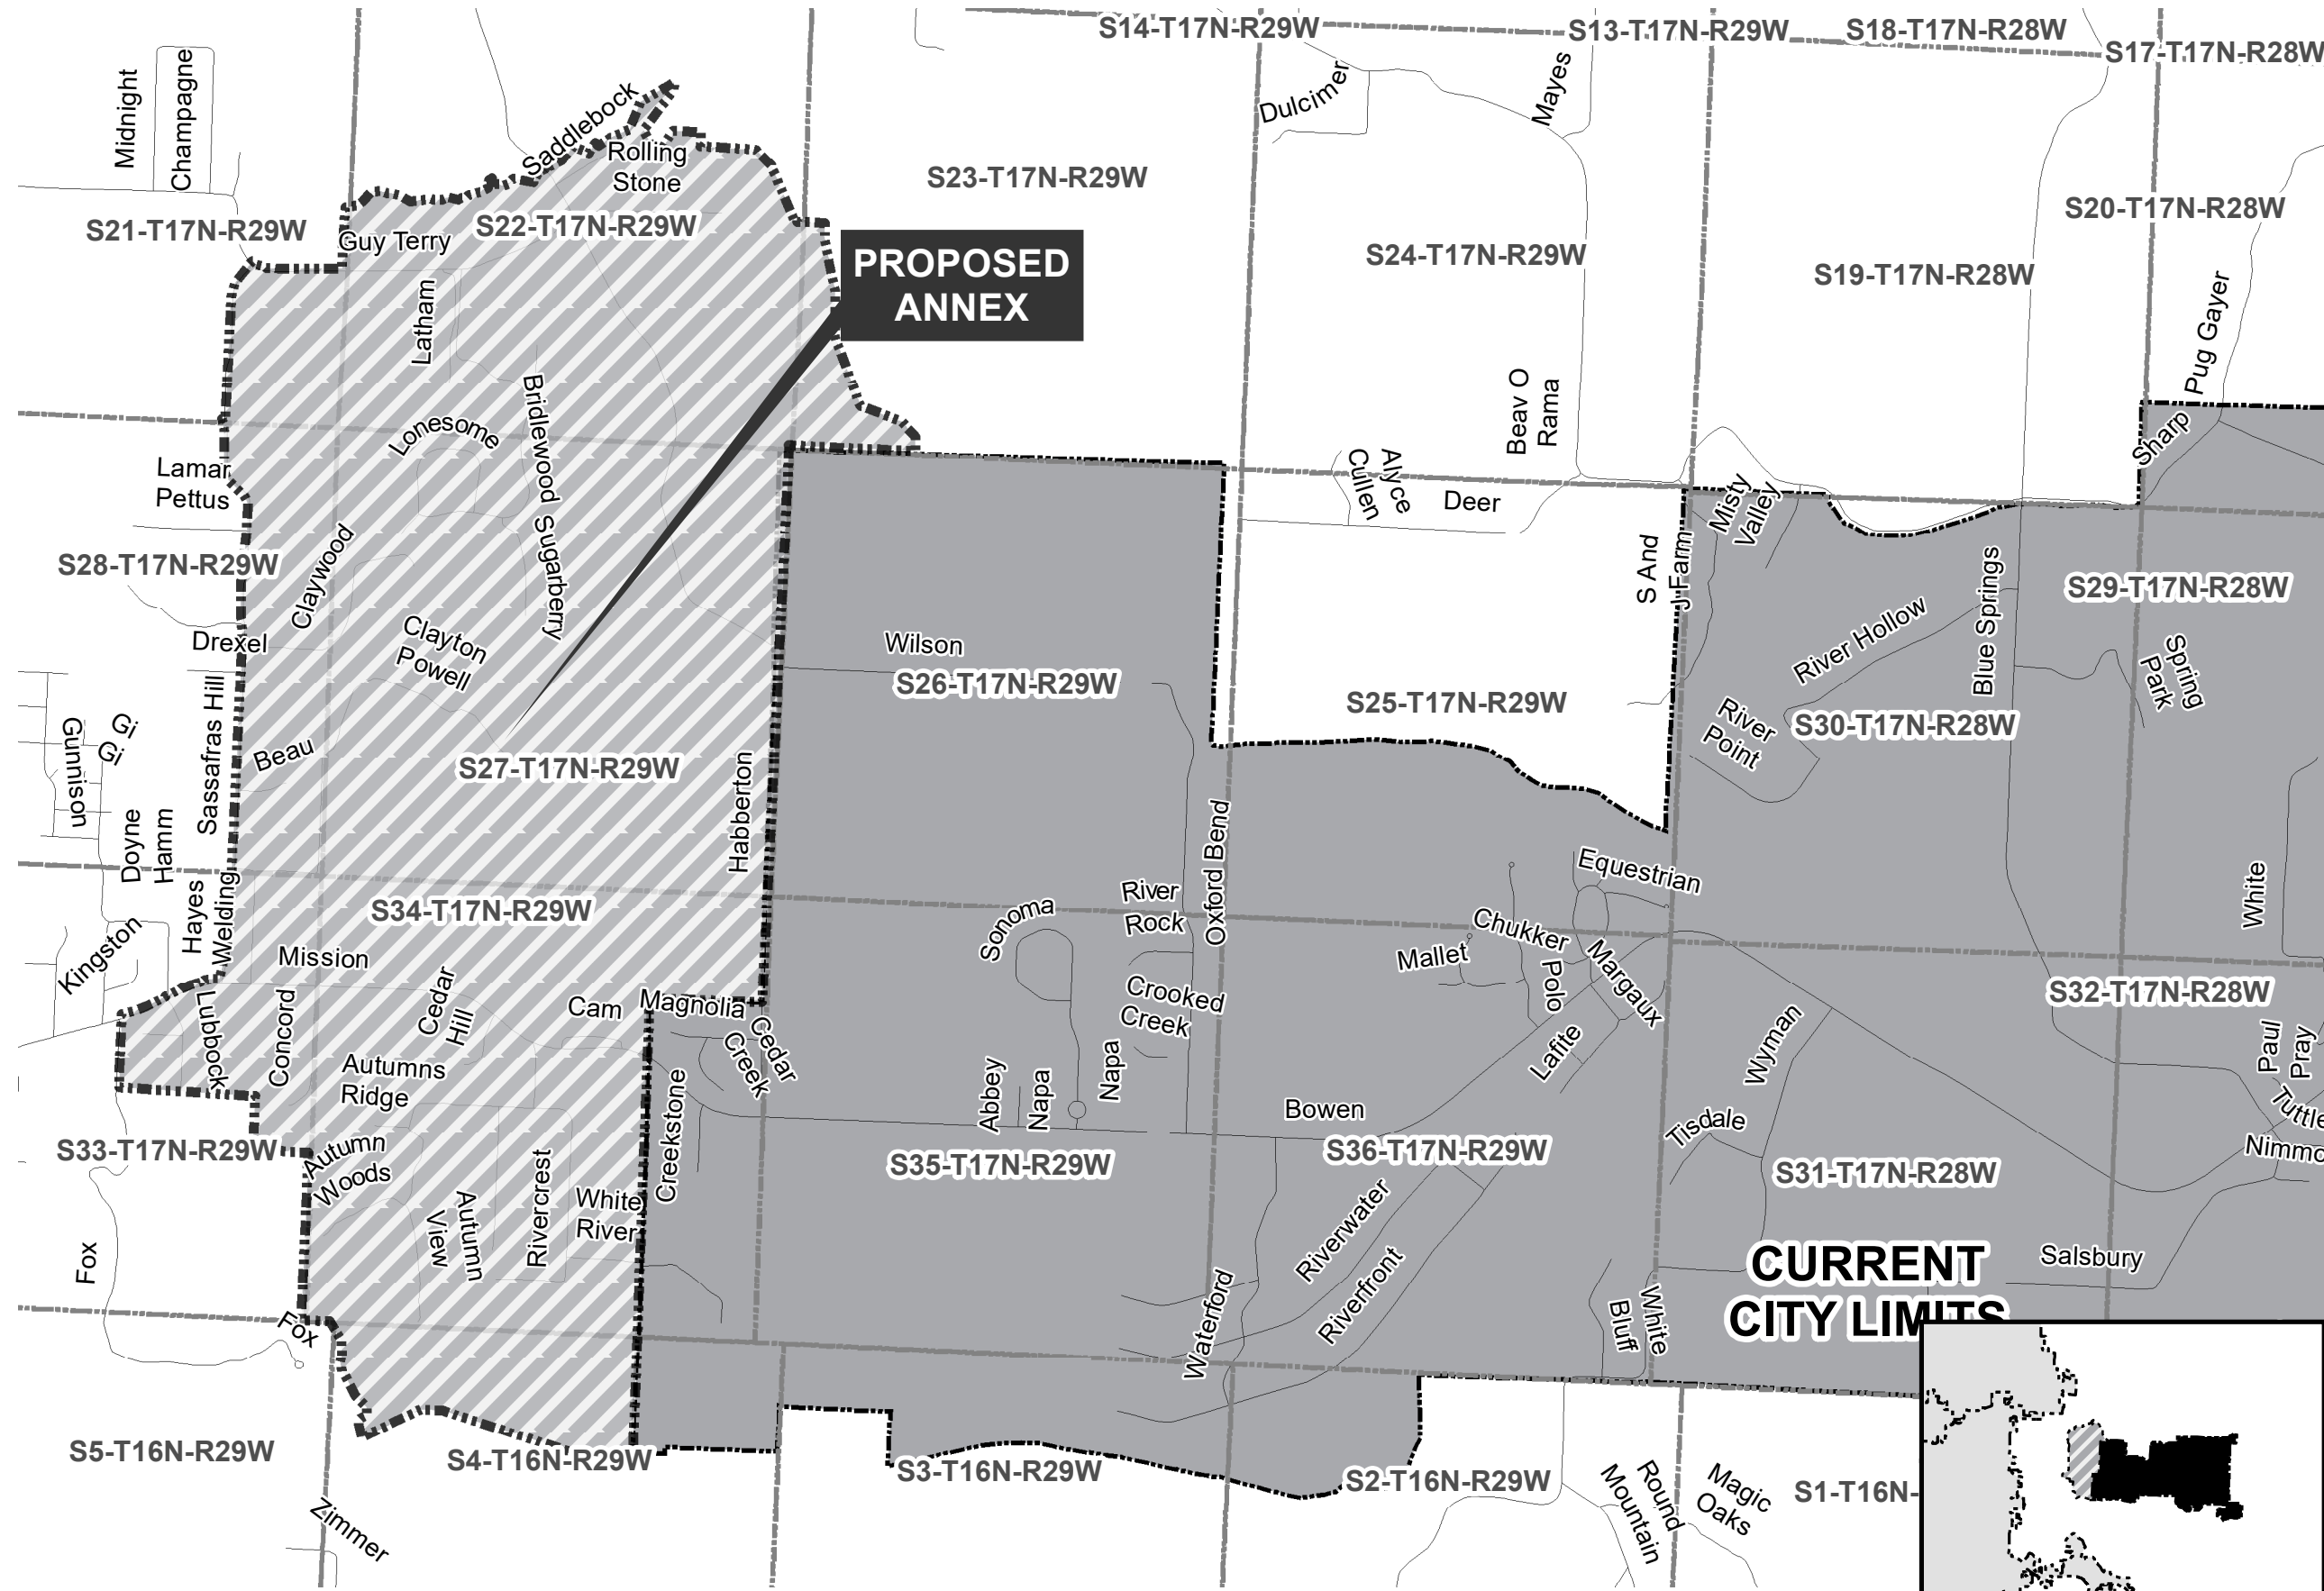 S14-T17N-R29W
S13-T17N-R29W
S18-T17N-R28W
S17-T17N-R28W
Midnight
Champagne
Saddlebock
Rolling
Stone
Dulcimer
Mayes
S23-T17N-R29W
S21-T17N-R29W
S22-T17N-R29W
S20-T17N-R28W
Guy Terry
PROPOSED
ANNEX
S24-T17N-R29W
S19-T17N-R28W
Latham
Pug Gayer
Bridlewood
Lonesome
Beav O
Rama
Sharp
Lamar
Pettus
Alyce
Cullen
Deer
Misty
Valley
S28-T17N-R29W
Claywood
Sugarberry
S And
J Farm
S29-T17N-R28W
Drexel
Clayton
Powell
Wilson
S26-T17N-R29W
River Hollow
Blue Springs
Spring
Park
S25-T17N-R29W
River
Point
S30-T17N-R28W
Gunnison
Gi
Gi
Sassafras Hill
Beau
S27-T17N-R29W
Habberton
Oxford Bend
Doyne
Hamm
Equestrian
White
Hayes
Welding
S34-T17N-R29W
River
Rock
Sonoma
Chukker
Kingston
Mission
Mallet
Polo
Margaux
Lubbock
Concord
Cedar
Hill
Cam
Magnolia
Crooked
Creek
S32-T17N-R28W
Cedar
Creek
Lafite
Wyman
Paul
Pray
Autumns
Ridge
Creekstone
Abbey
Napa
Napa
Bowen
Tisdale
Tuttle
Nimmo
S33-T17N-R29W
Autumn
Woods
S35-T17N-R29W
S36-T17N-R29W
S31-T17N-R28W
Autumn
View
Rivercrest
White
River
Riverwater
Riverfront
Fox
CURRENT
CITY LIMITS
Salsbury
Fox
Waterford
Bluff
White
S5-T16N-R29W
S4-T16N-R29W
S3-T16N-R29W
S2-T16N-R29W
Round
Mountain
Magic
Oaks
S1-T16N-
Zimmer